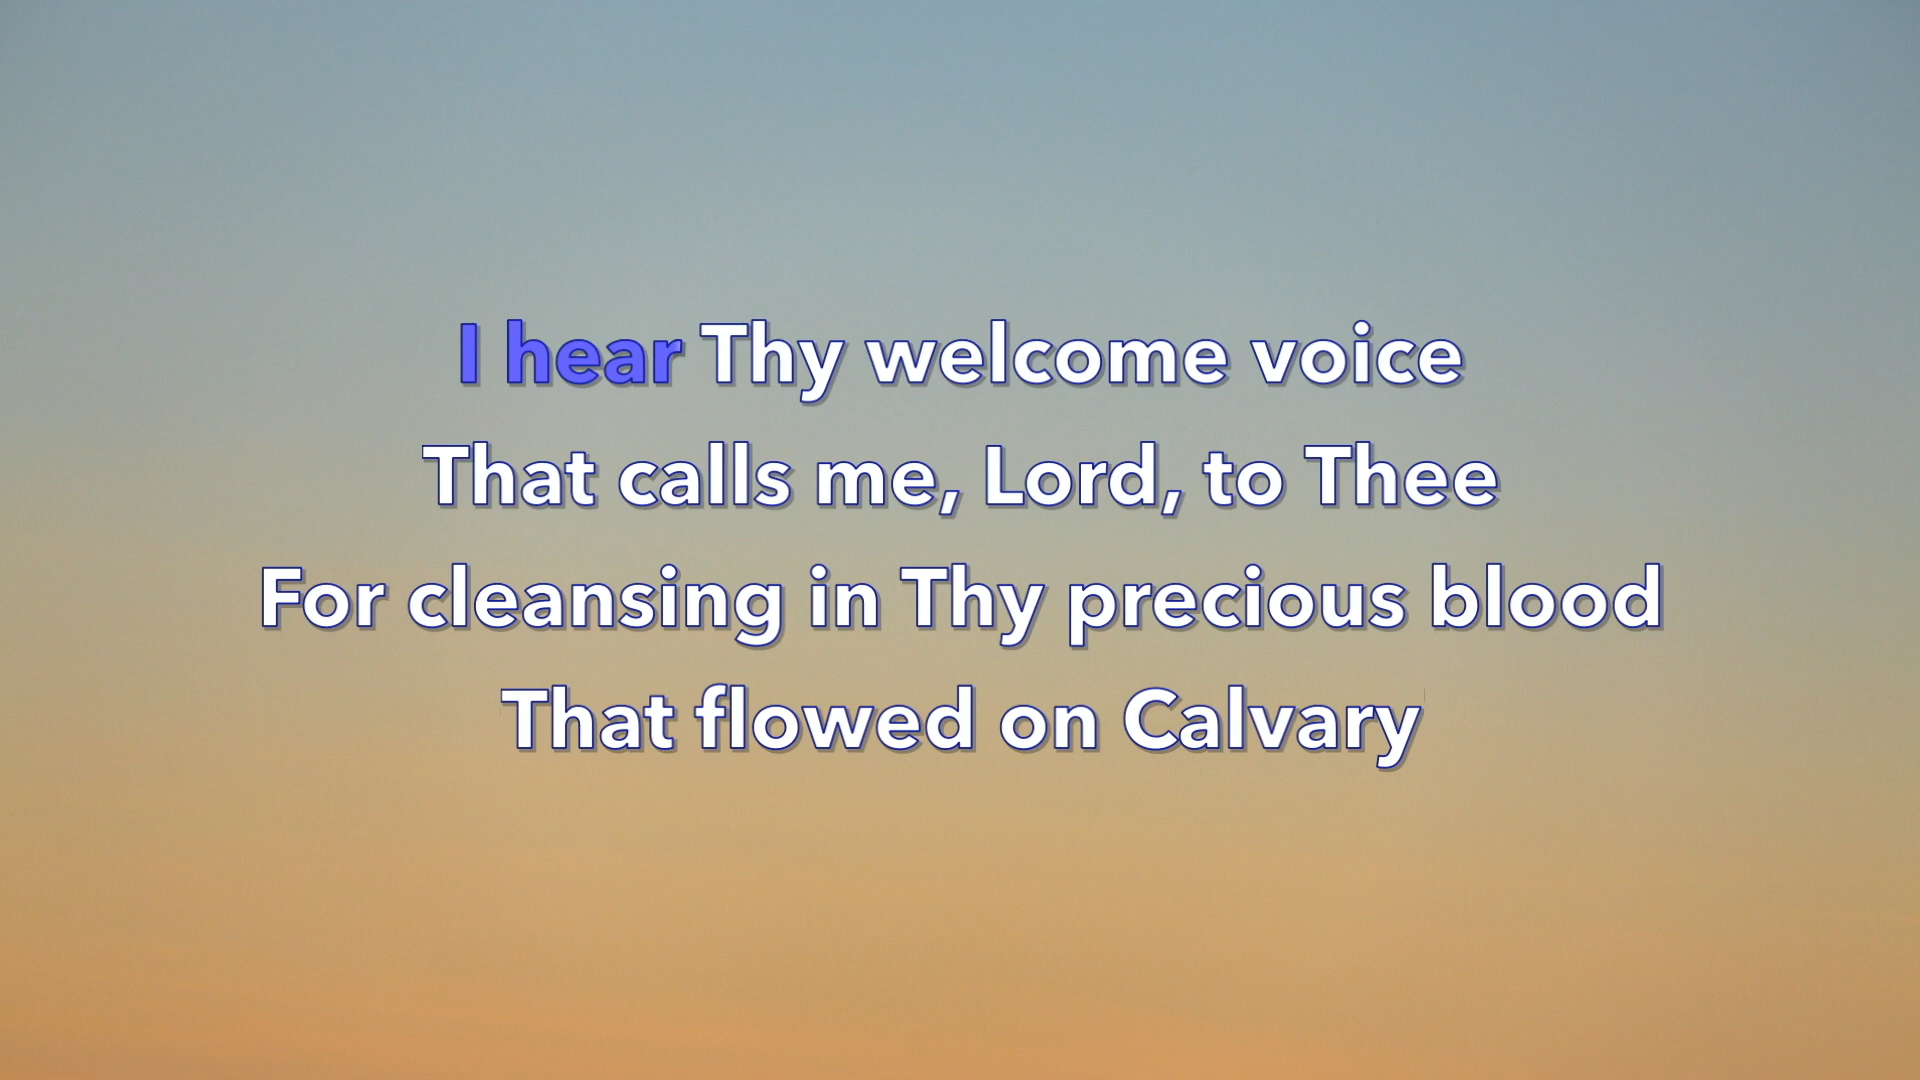 I hear Thy welcome voice
That calls me, Lord, to Thee
For cleansing in Thy precious blood
That flowed on Calvary